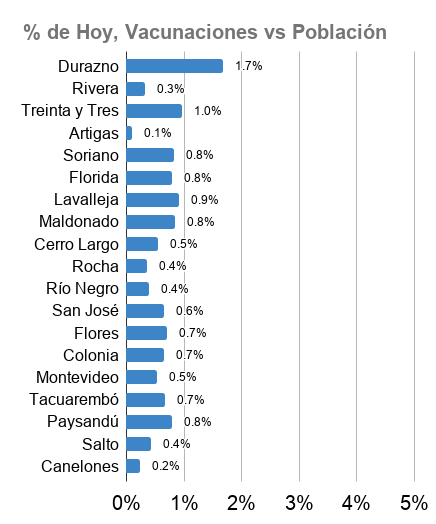 % de Hoy, Vacunaciones vs Población
Durazno 1.7%
Rivera 0.3%
Treinta y Tres 1.0%
Artigas 0.1%
Soriano 0.8%
Florida 0.8%
Lavalleja 0.9%
Maldonado 0.8%
Cerro Largo 0.5%
Rocha 0.4%
Río Negro 0.4%
San José 0.6%
Flores 0.7%
Colonia 0.7%
Montevideo 0.5%
Tacuarembó 0.7%
Paysandú 0.8%
Salto 0.4%
Canelones 0.2%
0% 1% 2% 3% 4% 5%